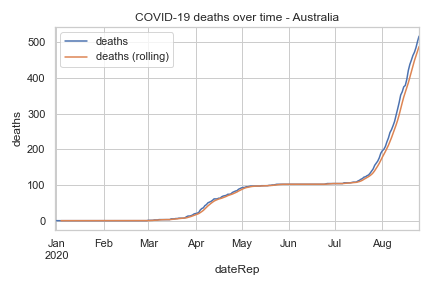 COVID-19 deaths over time - Australia
deaths
deaths (rolling)
deaths
500
400
300
200
100
0
Jan Feb Mar Apr May Jun Jul Aug
2020
dateRep